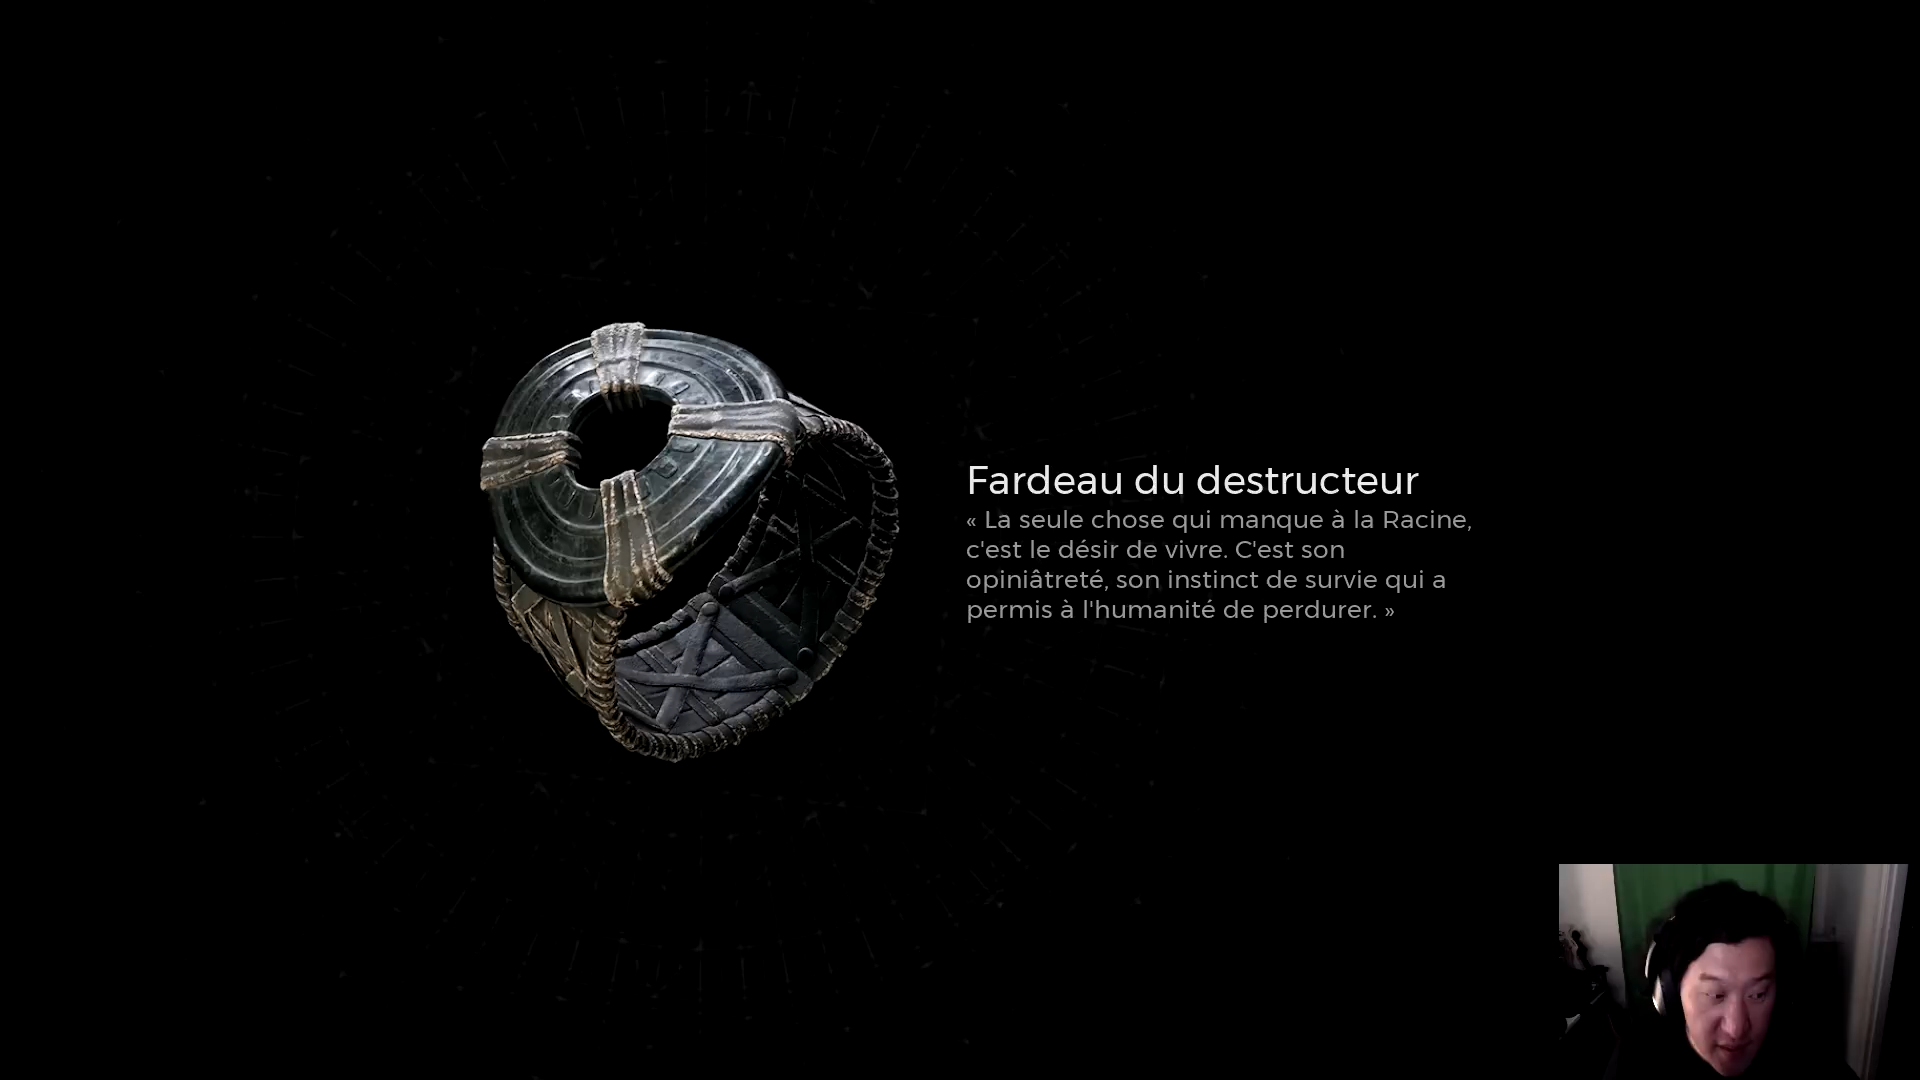 Fardeau du destructeur
« La seule chose qui manque à la Racine,
c'est le désir de vivre. C'est son
opiniâtreté, son instinct de survie qui a
permis à l'humanité de perdurer. »